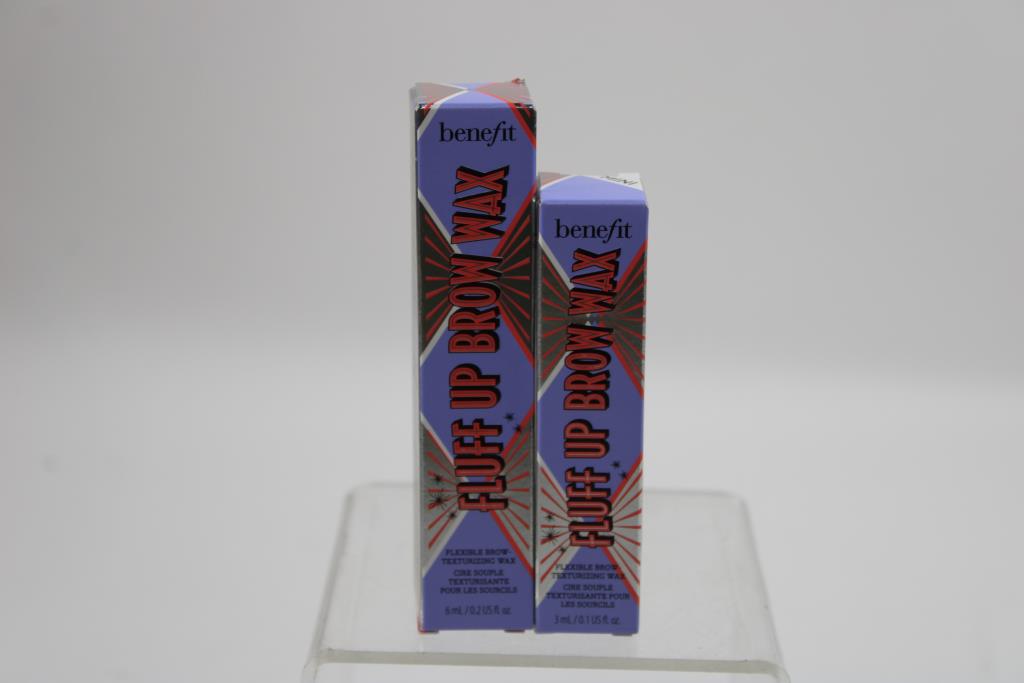 benefit
FLUFF UP BROW WAX
FLEXIBLE BROW-
TEXTURIZING WAX
CIRE SOUPLE
TEXTURISANTE
POUR LES SOURCILS
6 mL / 0.2 US fl. oz.
benefit
FLUFF UP BROW WAX
FLEXIBLE BROW-
TEXTURIZING WAX
CIRE SOUPLE
TEXTURISANTE POUR
LES SOURCILS
3 mL / 0.1 US fl. oz.